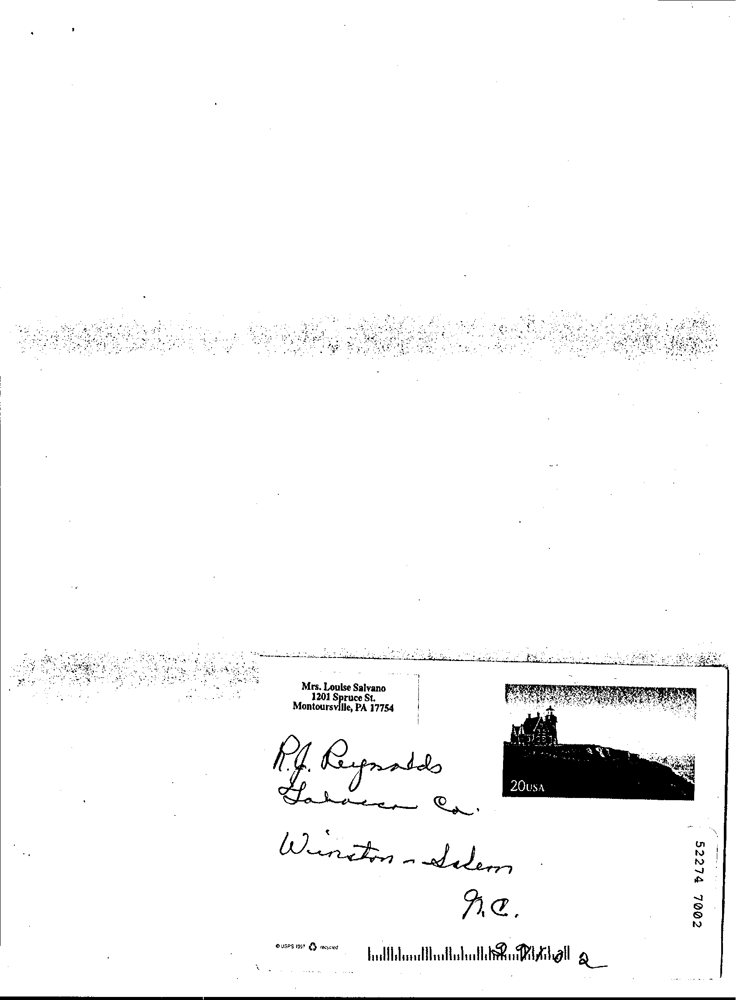 Mrs. Louise Salvano
1201 Spruce St.
Montoursville, PA 17754
20USA
R.J. Reynolds
Tobacco Co.
Winston-Salem
N.C.
52274 7002
© USPS 1997 recycled